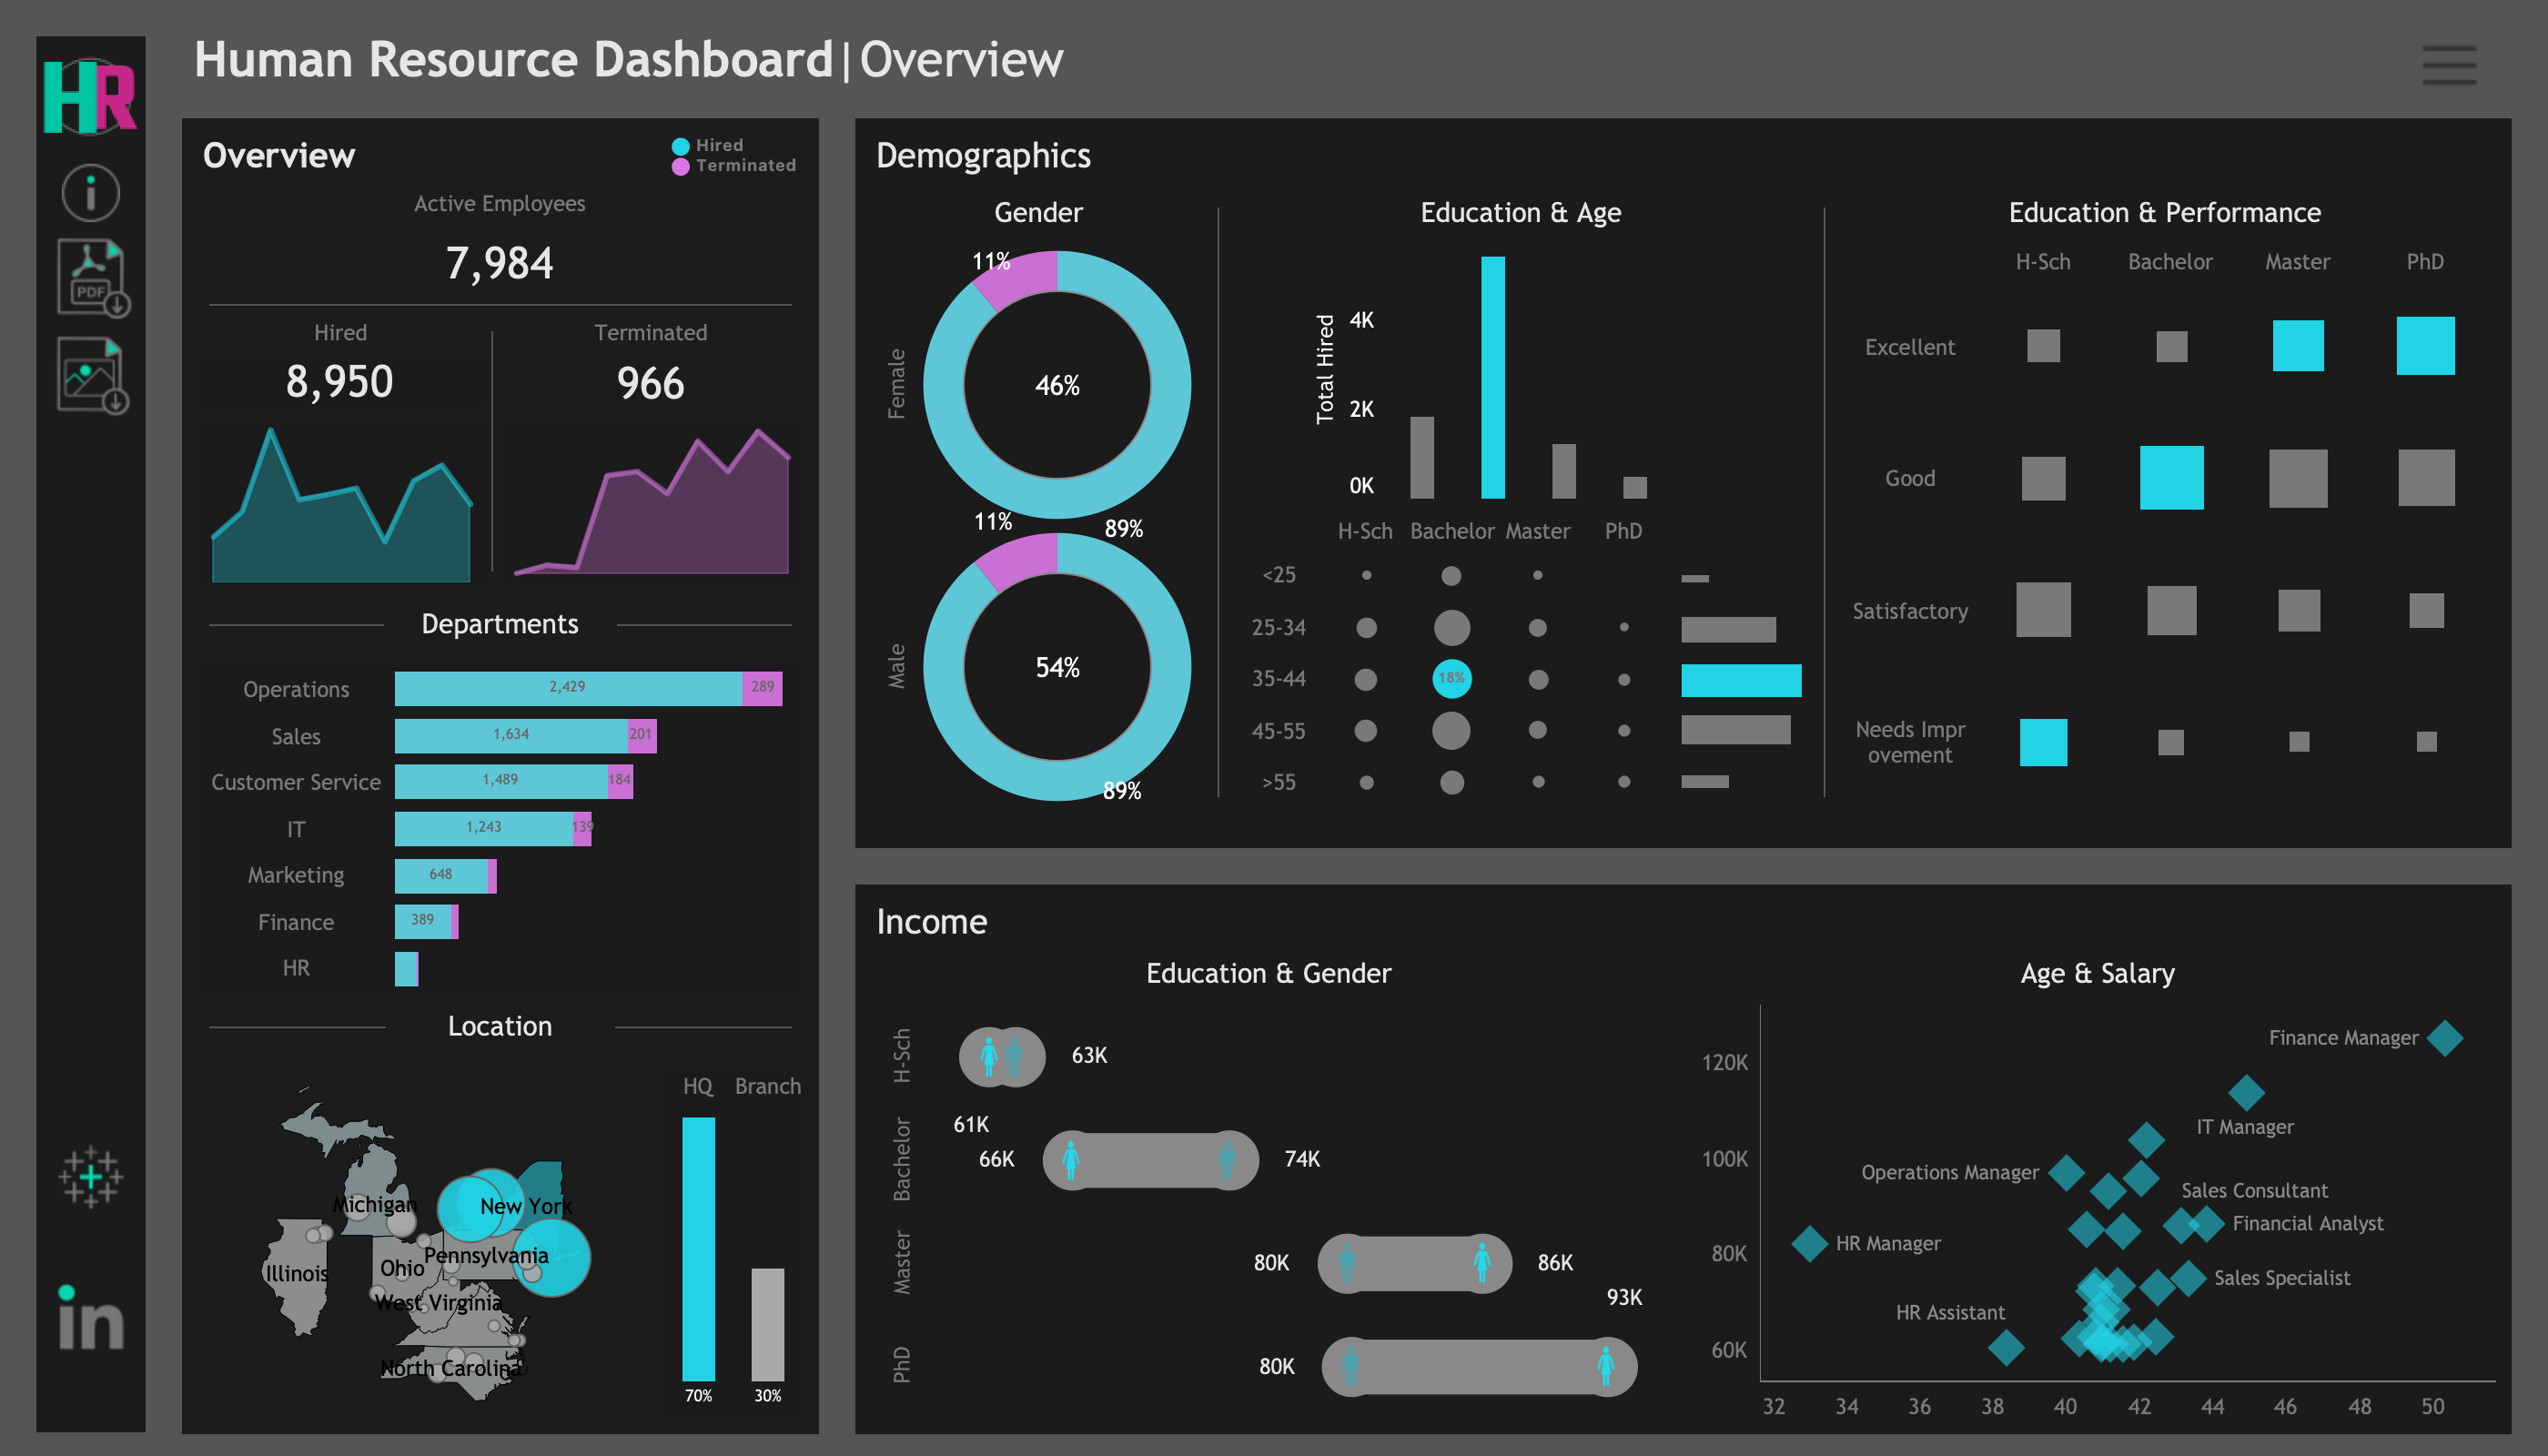 HR
Human Resource Dashboard|Overview
Overview
Hired
Terminated
Active Employees
7,984
Hired
8,950
Terminated
966
Departments
Operations
2,429
289
Sales
1,634
201
Customer Service
1,489
184
IT
1,243
139
Marketing
648
Finance
389
HR
Location
Michigan
New York
Pennsylvania
Illinois
Ohio
West Virginia
North Carolina
HQ
Branch
70%
30%
PDF
in
Demographics
Gender
Female
11%
46%
89%
Male
11%
54%
89%
Education & Age
Total Hired
4K
2K
0K
H-Sch Bachelor Master PhD
<25
25-34
35-44
18%
45-55
>55
Education & Performance
H-Sch Bachelor Master PhD
Excellent
Good
Satisfactory
Needs Impr
ovement
Income
Education & Gender
H-Sch
63K
61K
Bachelor
66K
74K
Master
80K
86K
93K
PhD
80K
Age & Salary
120K
100K
80K
60K
Finance Manager
IT Manager
Operations Manager
Sales Consultant
Financial Analyst
HR Manager
Sales Specialist
HR Assistant
32 34 36 38 40 42 44 46 48 50